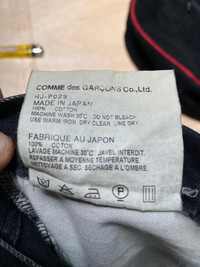 COMME des GARÇONS Co.,Ltd.
HJ-P029
MADE IN JAPAN
100% COTTON
MACHINE WASH 30°C DO NOT BLEACH
USE WARM IRON DRY CLEAN LINE DRY
FABRIQUE AU JAPON
100% COTON
LAVAGE MACHINE 30°C JAVEL INTERDIT.
REPASSER A MOYENNE TEMPERATURE.
NETTOYAGE A SEC. SECHAGE A L'OMBRE.